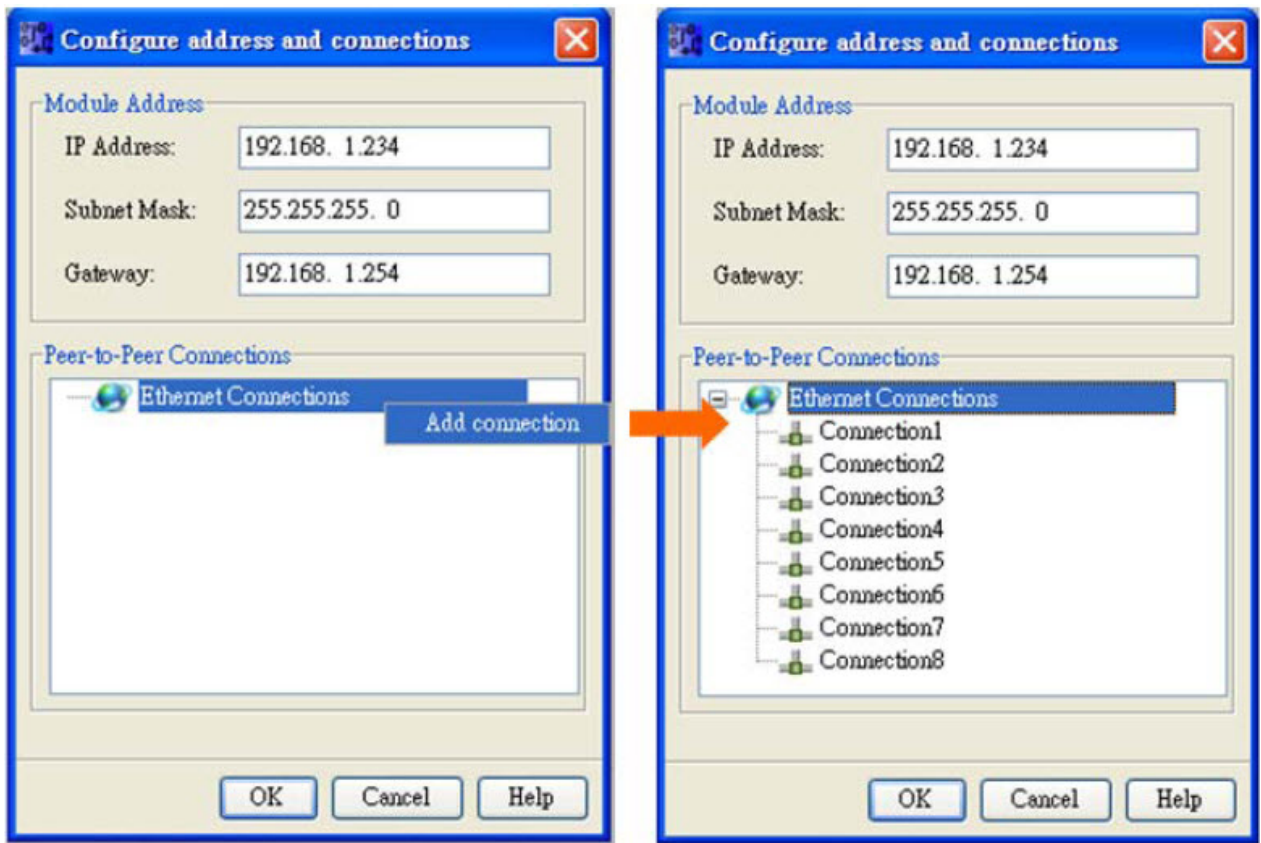 Configure address and connections
Module Address
IP Address: 192.168. 1.234
Subnet Mask: 255.255.255. 0
Gateway: 192.168. 1.254
Peer-to-Peer Connections
Ethernet Connections
Add connection
OK Cancel Help
Configure address and connections
Module Address
IP Address: 192.168. 1.234
Subnet Mask: 255.255.255. 0
Gateway: 192.168. 1.254
Peer-to-Peer Connections
Ethernet Connections
Connection1
Connection2
Connection3
Connection4
Connection5
Connection6
Connection7
Connection8
OK Cancel Help